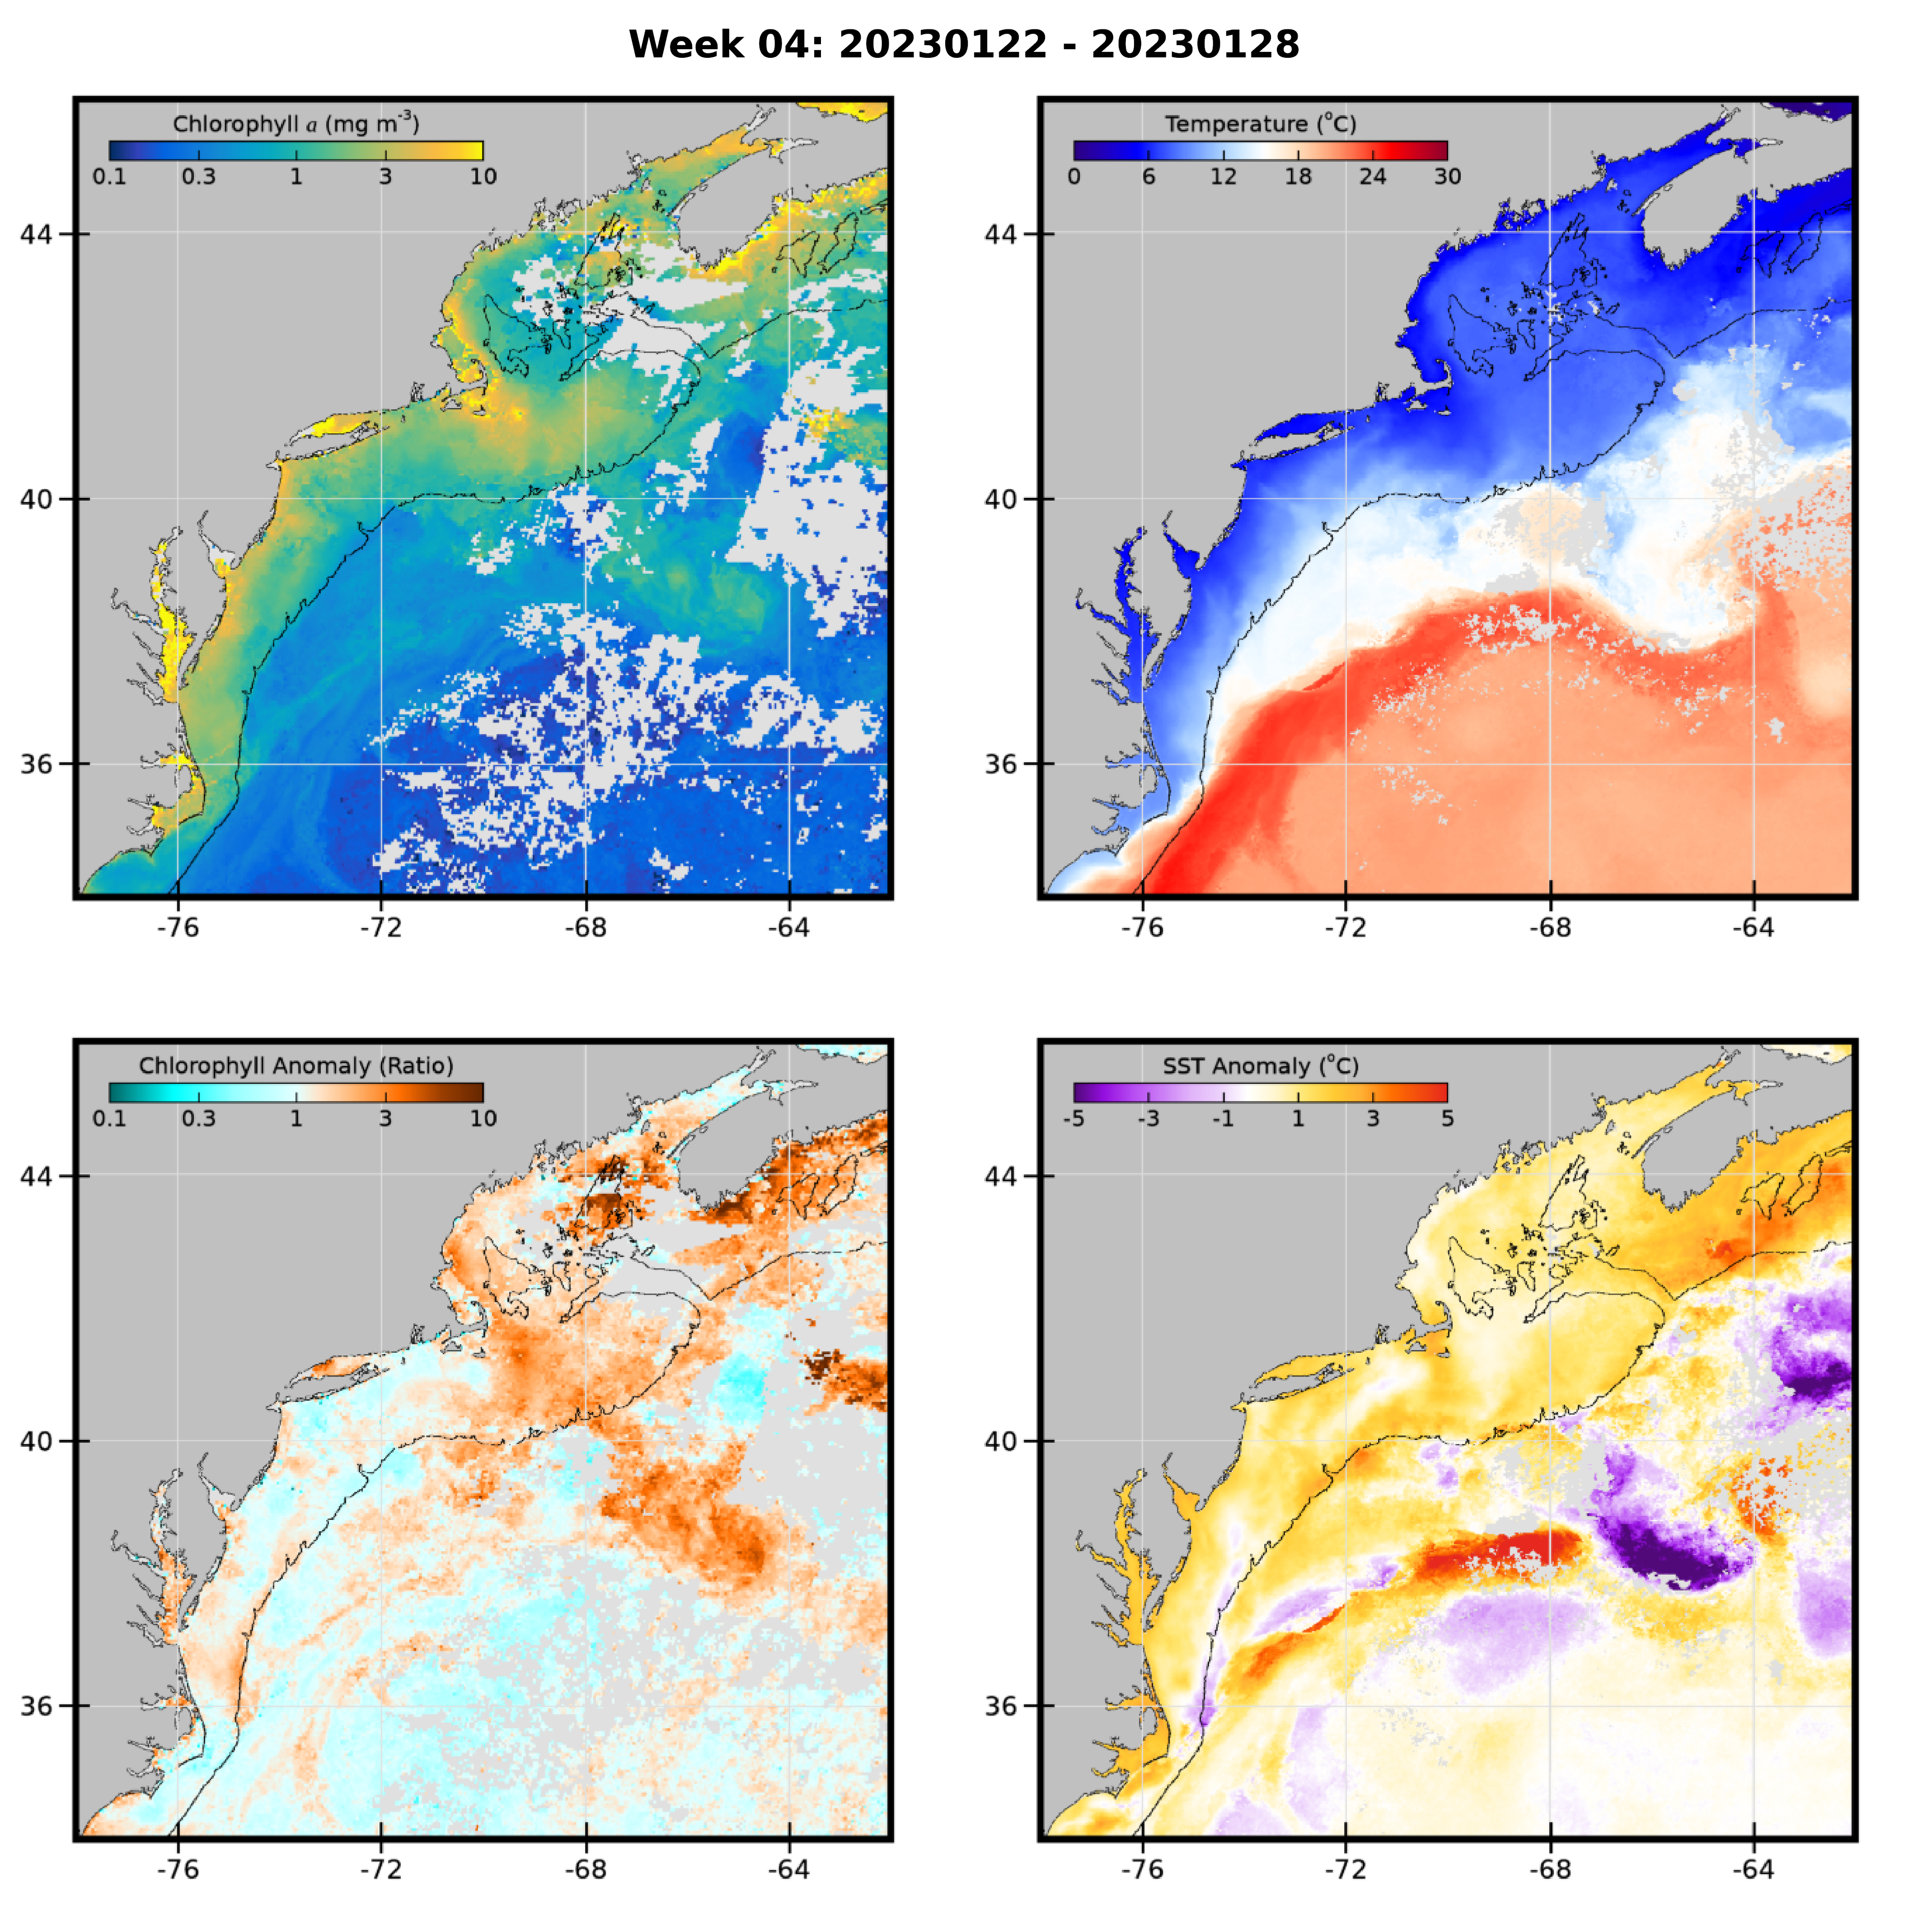 Week 04: 20230122 - 20230128
Chlorophyll a (mg m-3)
0.1 0.3 1 3 10
44
40
36
-76 -72 -68 -64
Temperature (oC)
0 6 12 18 24 30
44
40
36
-76 -72 -68 -64
Chlorophyll Anomaly (Ratio)
0.1 0.3 1 3 10
44
40
36
-76 -72 -68 -64
SST Anomaly (oC)
-5 -3 -1 1 3 5
44
40
36
-76 -72 -68 -64